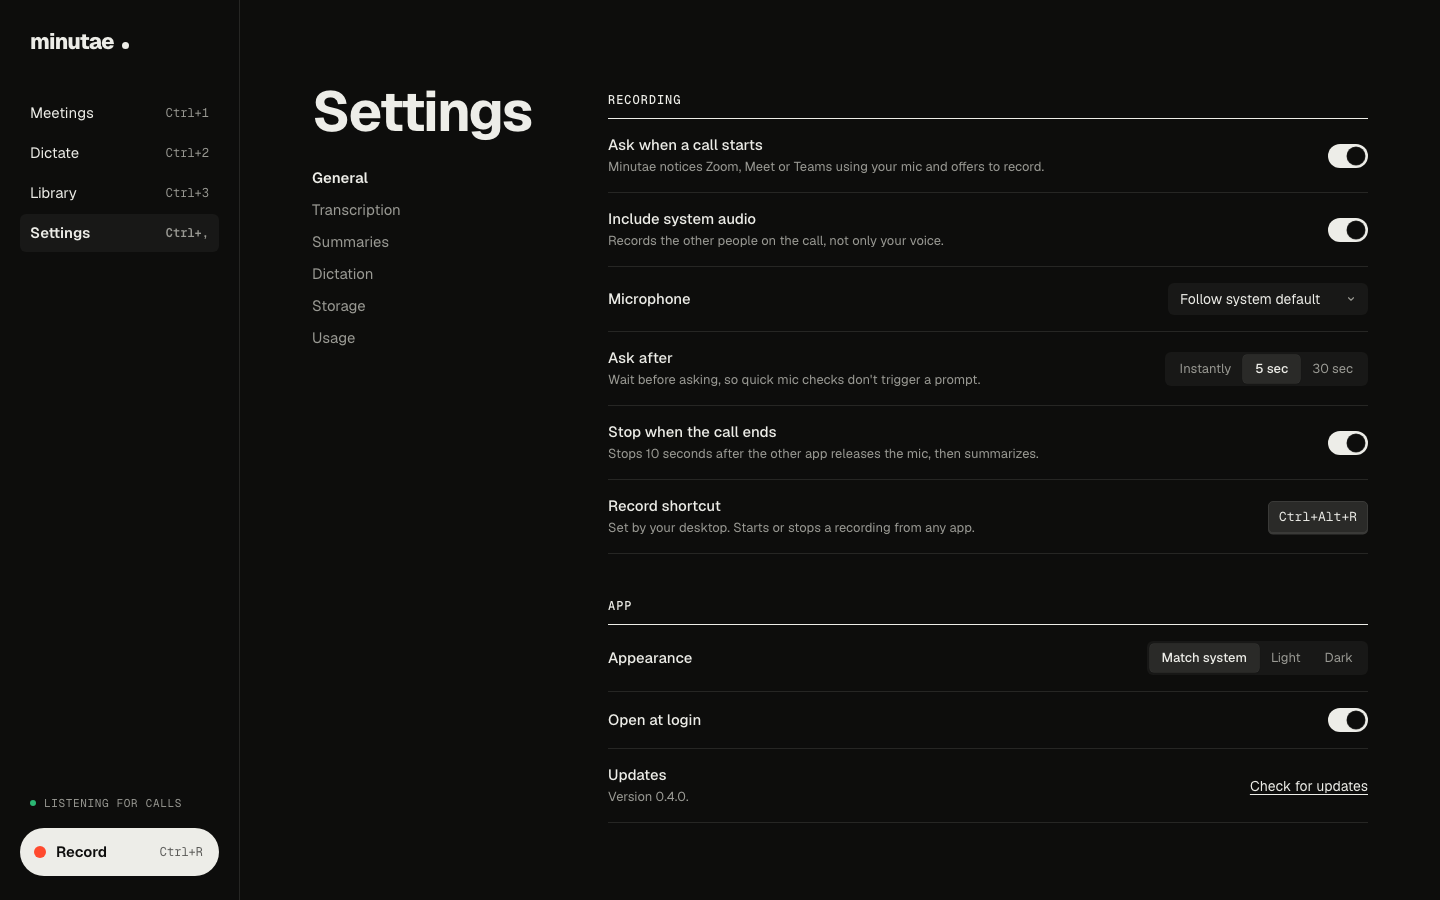 minutae
Meetings Ctrl+1
Dictate Ctrl+2
Library Ctrl+3
Settings Ctrl+,
LISTENING FOR CALLS
Record Ctrl+R
Settings
General
Transcription
Summaries
Dictation
Storage
Usage
RECORDING
Ask when a call starts
Minutae notices Zoom, Meet or Teams using your mic and offers to record.
Include system audio
Records the other people on the call, not only your voice.
Microphone Follow system default
Ask after
Wait before asking, so quick mic checks don't trigger a prompt.
Instantly 5 sec 30 sec
Stop when the call ends
Stops 10 seconds after the other app releases the mic, then summarizes.
Record shortcut
Set by your desktop. Starts or stops a recording from any app.
Ctrl+Alt+R
APP
Appearance Match system Light Dark
Open at login
Updates
Version 0.4.0.
Check for updates